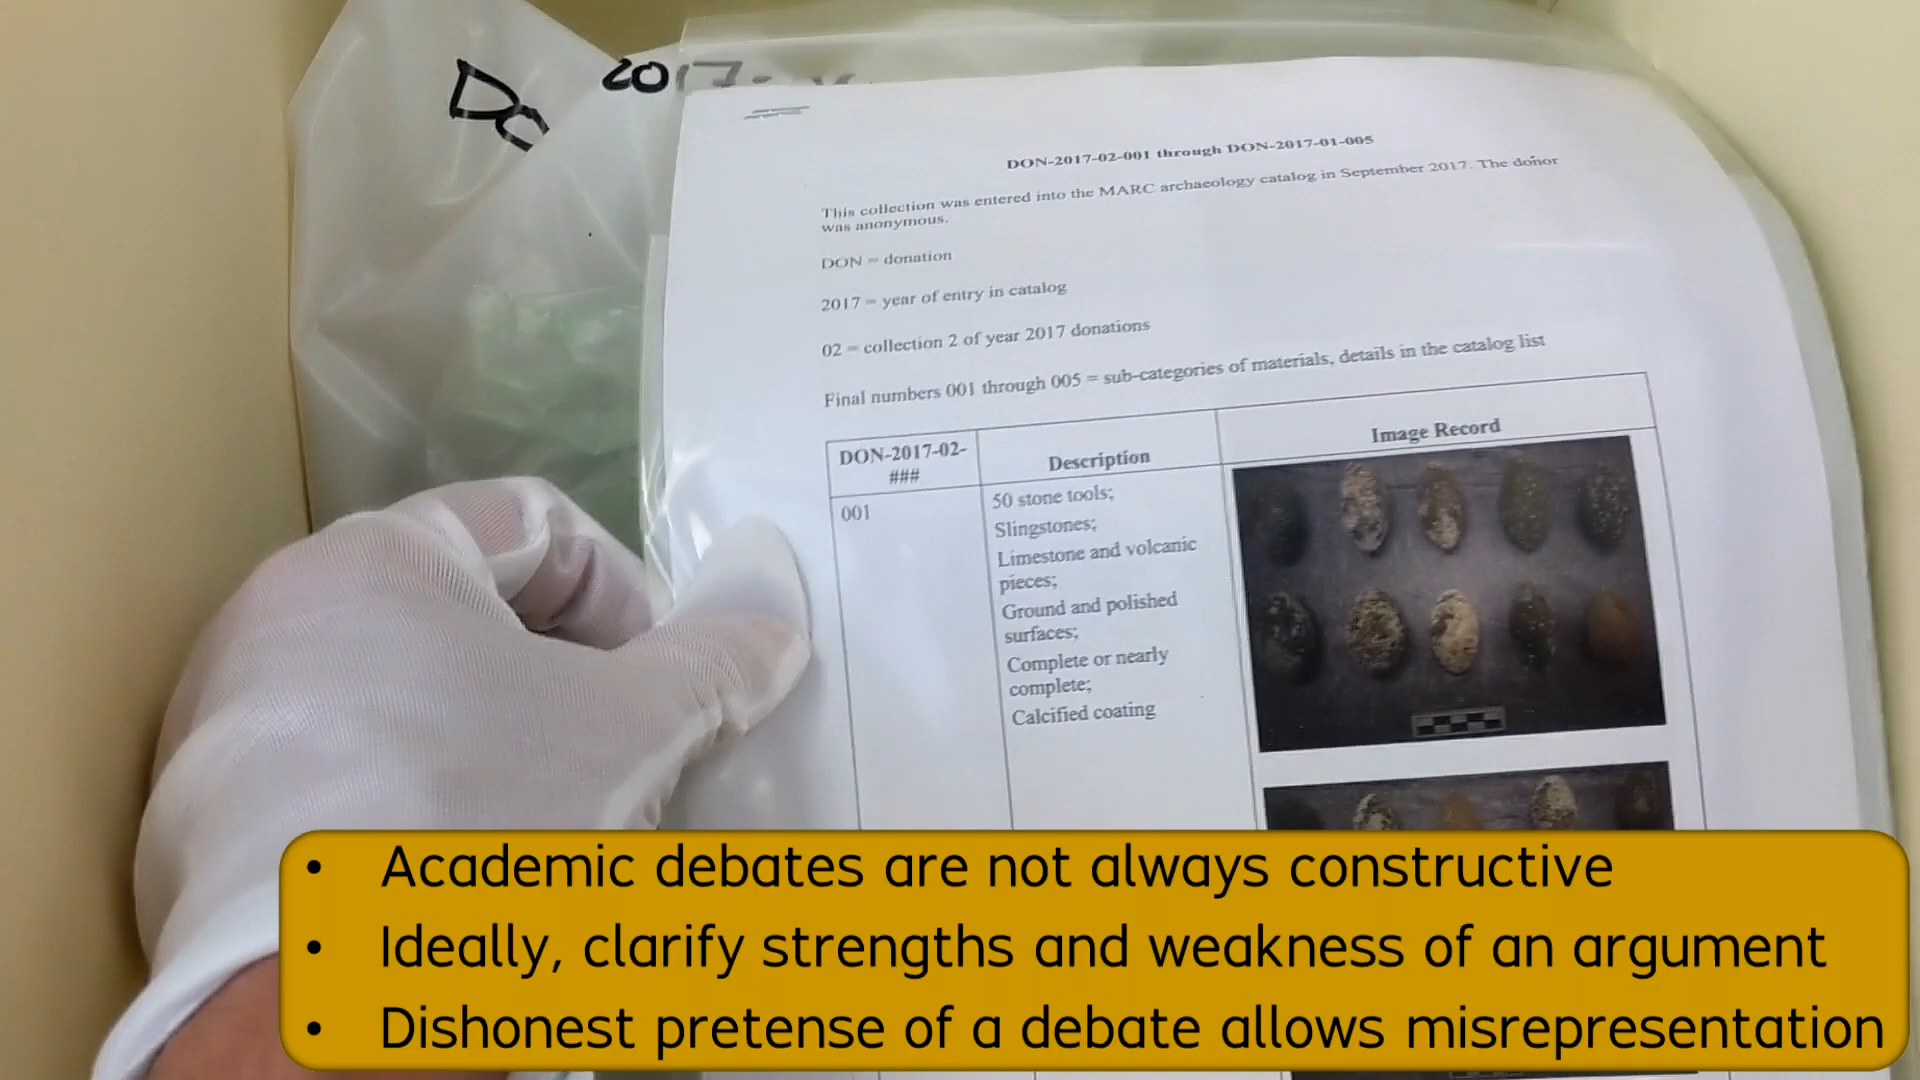 DC
2017-
DON-2017-02-001 through DON-2017-01-005
This collection was entered into the MARC archaeology catalog in September 2017. The donor
was anonymous.
DON = donation
2017 = year of entry in catalog
02 = collection 2 of year 2017 donations
Final numbers 001 through 005 = sub-categories of materials, details in the catalog list
DON-2017-02-
###
Description
Image Record
001
50 stone tools;
Slingstones;
Limestone and volcanic
pieces;
Ground and polished
surfaces;
Complete or nearly
complete;
Calcified coating
• Academic debates are not always constructive
• Ideally, clarify strengths and weakness of an argument
• Dishonest pretense of a debate allows misrepresentation